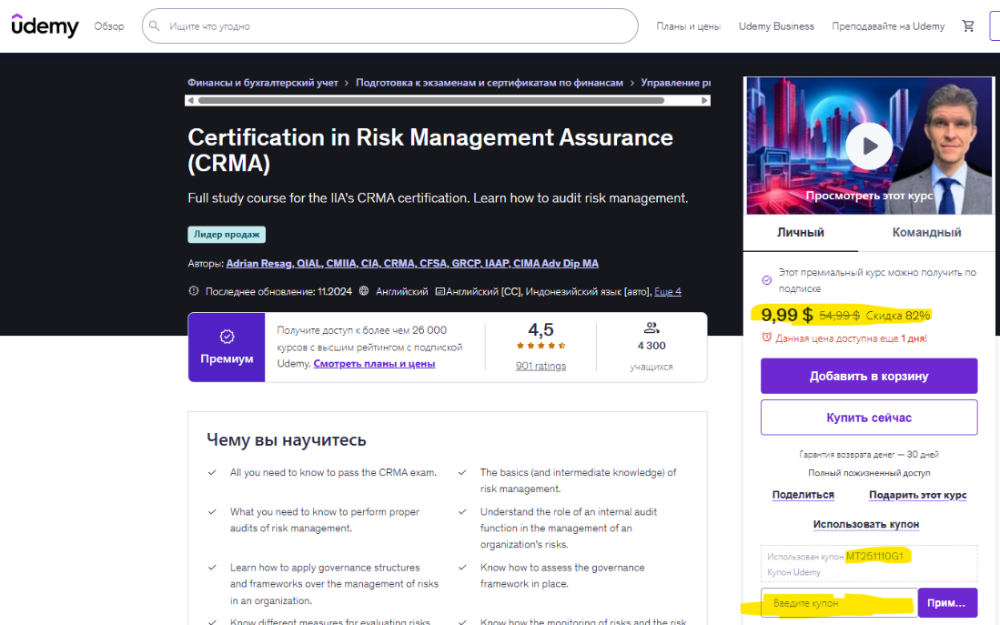 ûdemy
Обзор
Ищите что угодно
Планы и цены
Udemy Business
Преподавайте на Udemy
Финансы и бухгалтерский учет > Подготовка к экзаменам и сертификатам по финансам > Управление ри
Certification in Risk Management Assurance
(CRMA)
Full study course for the IIA's CRMA certification. Learn how to audit risk management.
Лидер продаж
Авторы: Adrian Resag, QIAL, CMIIA, CIA, CRMA, CFSA, GRCP, IAAP, CIMA Adv Dip MA
Последнее обновление: 11.2024 Английский Английский [CC], Индонезийский язык [авто], Еще 4
Премиум
Получите доступ к более чем 26 000
курсов с высшим рейтингом с подпиской
Udemy. Смотреть планы и цены
4,5
901 ratings
4 300
учащихся
Чему вы научитесь
All you need to know to pass the CRMA exam.
The basics (and intermediate knowledge) of
risk management.
What you need to know to perform proper
audits of risk management.
Understand the role of an internal audit
function in the management of an
organization's risks.
Learn how to apply governance structures
and frameworks over the management of risks
in an organization.
Know how to assess the governance
framework in place.
Know different measures for evaluating risks
Know how the monitoring of risks and the risk
Просмотреть этот курс
Личный
Командный
Этот премиальный курс можно получить по
подписке
9,99 $ 54,99 $ Скидка 82%
Данная цена доступна еще 1 дня!
Добавить в корзину
Купить сейчас
Гарантия возврата денег — 30 дней
Полный пожизненный доступ
Поделиться
Подарить этот курс
Использовать купон
Использован купон MT251110G1
Купон Udemy
Введите купон
Прим...